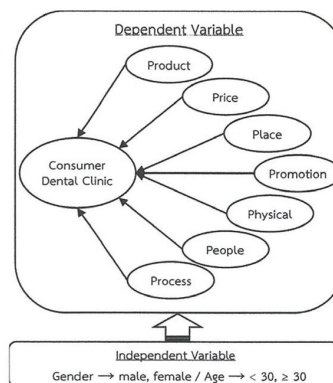 Dependent Variable
Product
Price
Place
Consumer
Dental Clinic
Promotion
Physical
People
Process
Independent Variable
Gender → male, female / Age → < 30, ≥ 30